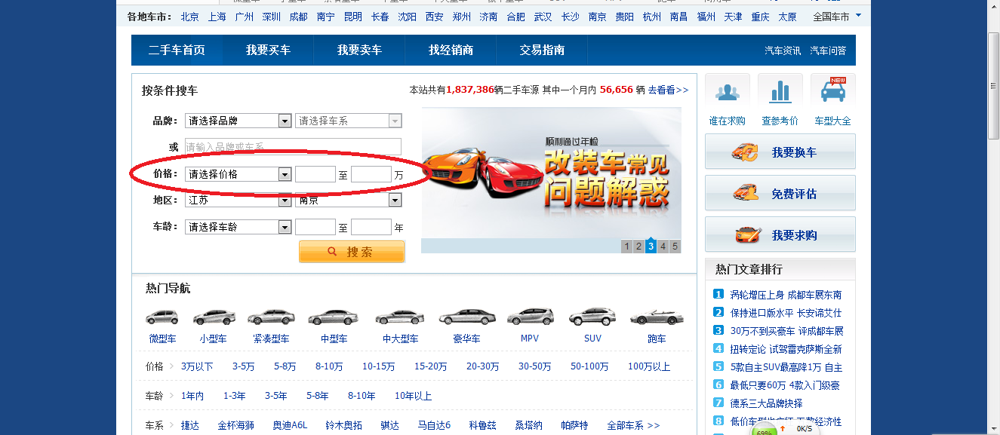 各地车市： 北京 上海 广州 深圳 成都 南宁 昆明 长春 沈阳 西安 郑州 济南 合肥 武汉 长沙 南京 贵阳 杭州 南昌 福州 天津 重庆 太原 全国车市
二手车首页 我要买车 我要卖车 找经销商 交易指南 汽车资讯 汽车问答
按条件搜车 本站共有1,837,386辆二手车源 其中一个月内 56,656 辆 去看看>>
品牌： 请选择品牌 请选择车系
或 请输入品牌或车系
价格： 请选择价格 至 万
地区： 江苏 南京
车龄： 请选择车龄 至 年
搜索
顺利通过年检
改装车常见
问题解惑
1 2 3 4 5
NEW
谁在求购 查参考价 车型大全
我要换车
免费评估
我要求购
热门导航
微型车 小型车 紧凑型车 中型车 中大型车 豪华车 MPV SUV 跑车
价格 > 3万以下 3-5万 5-8万 8-10万 10-15万 15-20万 20-30万 30-50万 50-100万 100万以上
车龄 > 1年内 1-3年 3-5年 5-8年 8-10年 10年以上
车系 > 捷达 金杯海狮 奥迪A6L 铃木奥拓 骐达 马自达6 科鲁兹 桑塔纳 帕萨特 全部车系 >>
热门文章排行
1 涡轮增压上身 成都车展东南
2 保持进口版水平 长安谛艾仕
3 30万不到买豪车 评成都车展
4 扭转定论 试驾雷克萨斯全新
5 5款自主SUV最高降1万 自主
6 最低只要60万 4款入门级豪
7 德系三大品牌抉择
8 低价车型也疯狂 五款经济性
69% 0K/S